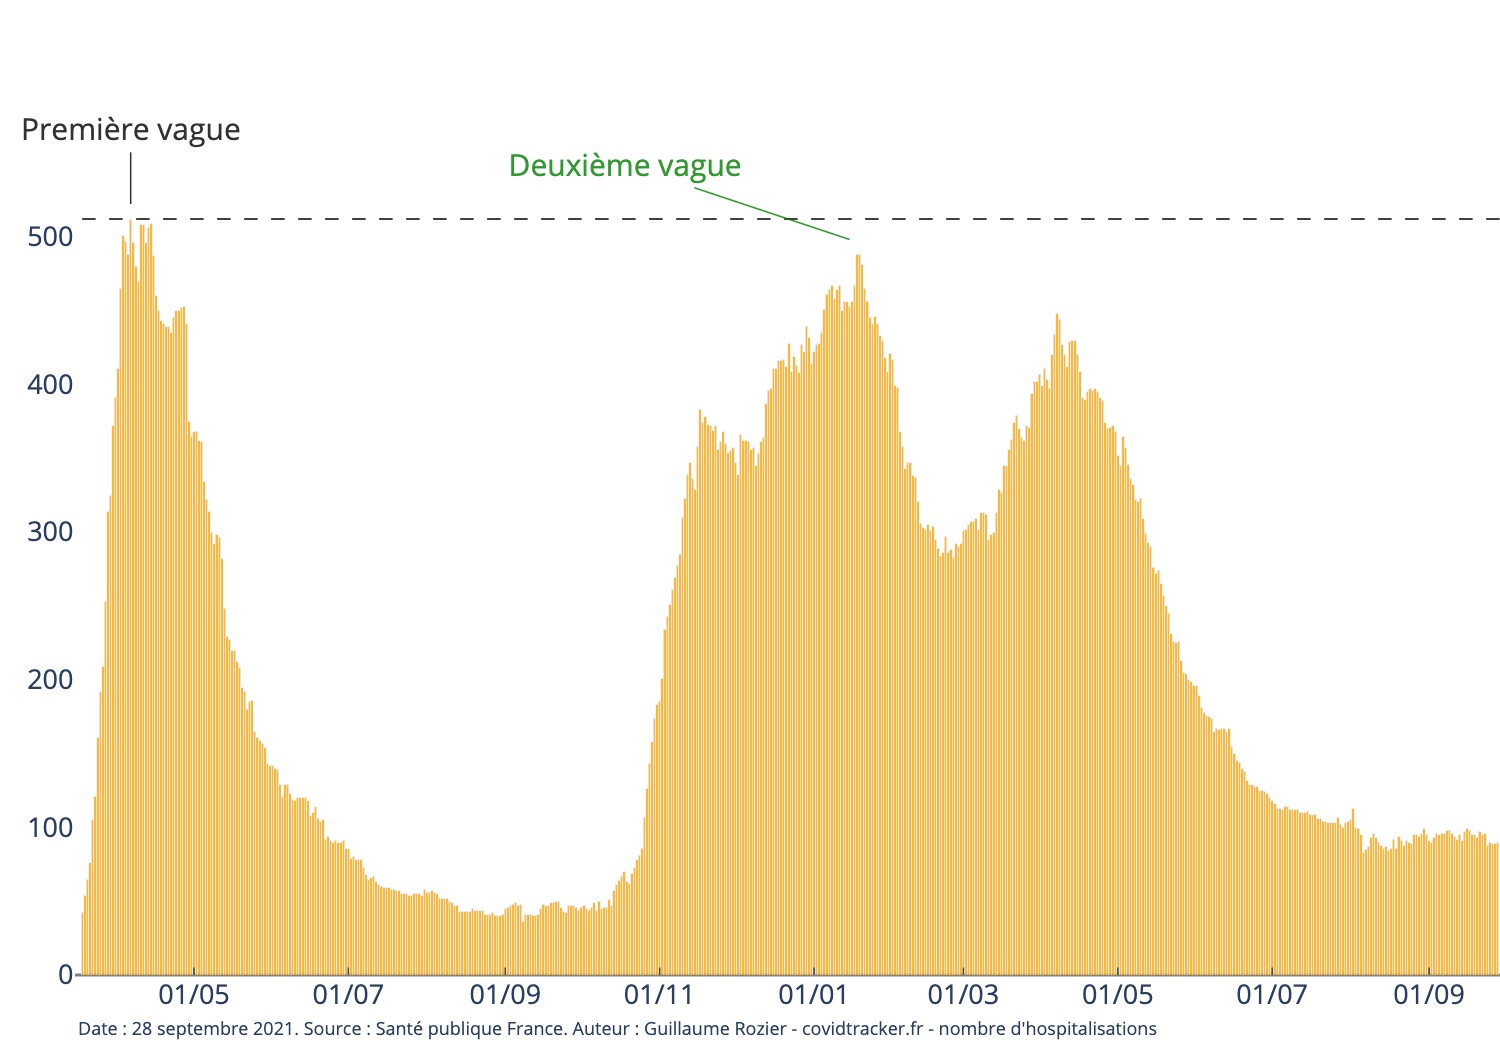 Première vague
Deuxième vague
500
400
300
200
100
0
01/05 01/07 01/09 01/11 01/01 01/03 01/05 01/07 01/09
Date : 28 septembre 2021. Source : Santé publique France. Auteur : Guillaume Rozier - covidtracker.fr - nombre d'hospitalisations